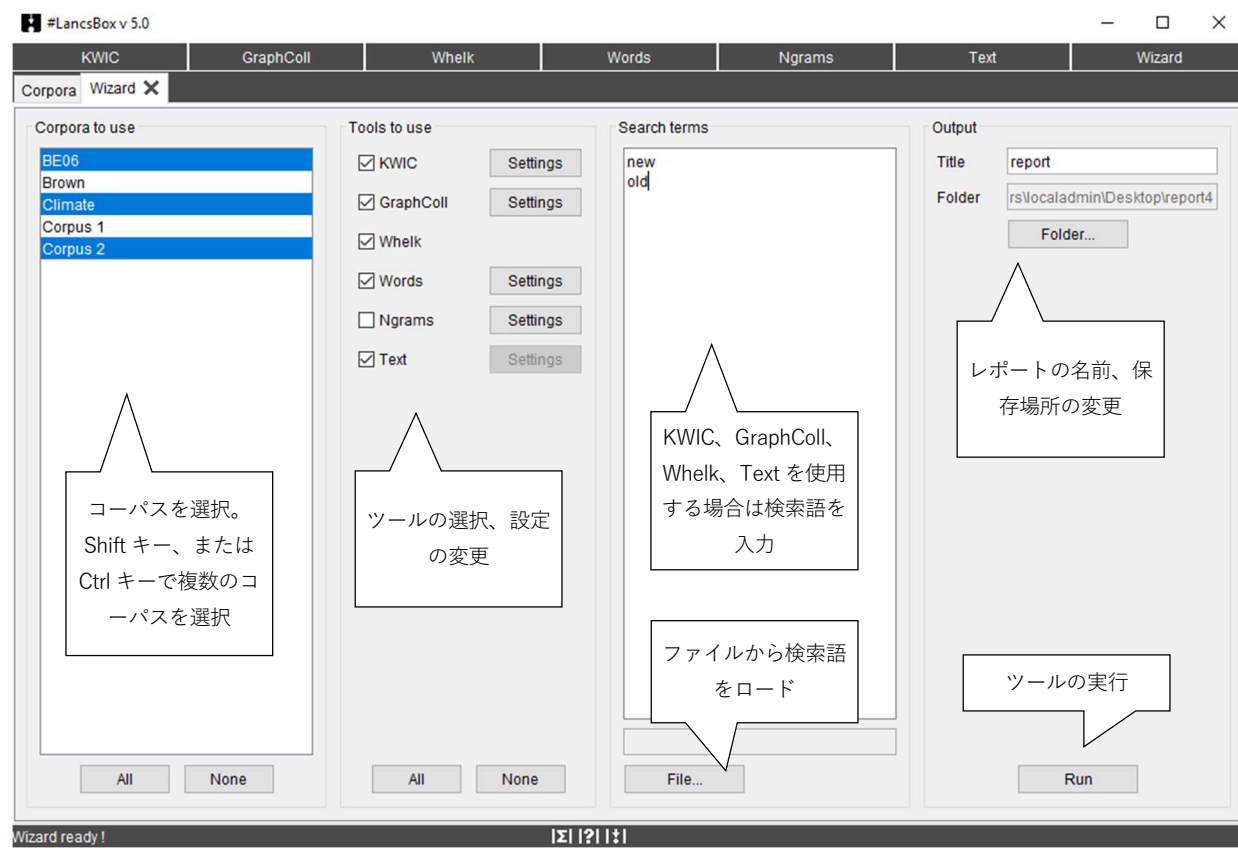 #LancsBox v 5.0
KWIC GraphColl Whelk Words Ngrams Text Wizard
Corpora Wizard
Corpora to use
BE06
Brown
Climate
Corpus 1
Corpus 2
コーパスを選択。
Shift キー、または
Ctrl キーで複数のコ
ーパスを選択
All None
Tools to use
KWIC Settings
GraphColl Settings
Whelk
Words Settings
Ngrams Settings
Text Settings
ツールの選択、設定
の変更
All None
Search terms
new
old
KWIC、GraphColl、
Whelk、Text を使用
する場合は検索語を
入力
ファイルから検索語
をロード
File...
Output
Title report
Folder rs\localadmin\Desktop\report4
Folder...
レポートの名前、保
存場所の変更
ツールの実行
Run
Wizard ready ! |Σ| |?| |‡|